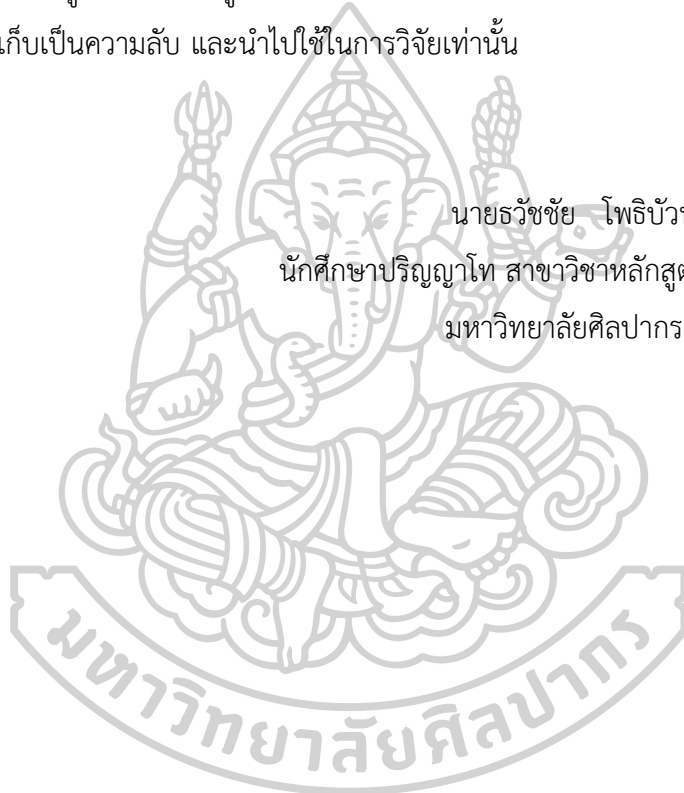 เก็บเป็นความลับ และนำไปใช้ในการวิจัยเท่านั้น
นายธวัชชัย โพธิบัว
นักศึกษาปริญญาโท สาขาวิชาหลักสูต
มหาวิทยาลัยศิลปากร
มหาวิทยาลัยศิลปากร